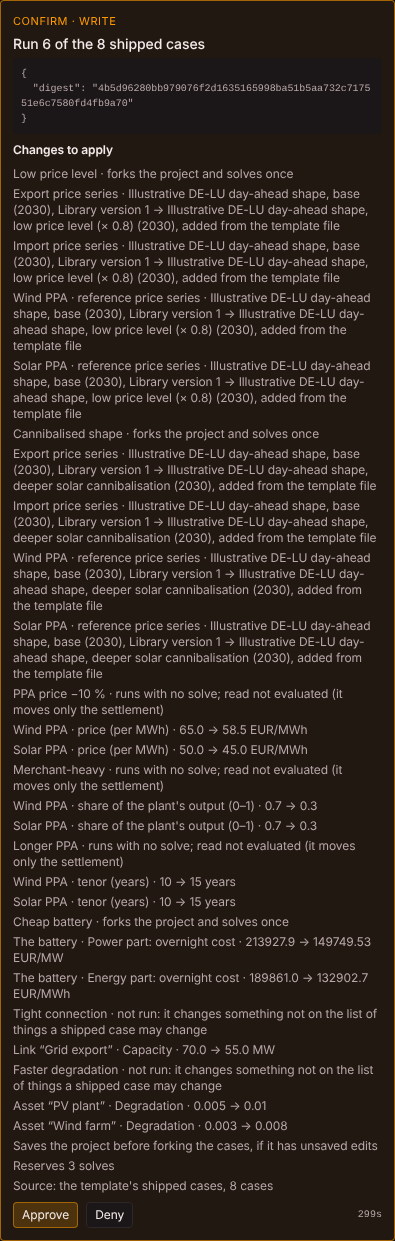 CONFIRM · WRITE
Run 6 of the 8 shipped cases
{
"digest": "4b5d96280bb979076f2d1635165998ba51b5aa732c7175
51e6c7580fd4fb9a70"
}
Changes to apply
Low price level · forks the project and solves once
Export price series · Illustrative DE-LU day-ahead shape, base
(2030), Library version 1 → Illustrative DE-LU day-ahead shape,
low price level (× 0.8) (2030), added from the template file
Import price series · Illustrative DE-LU day-ahead shape, base
(2030), Library version 1 → Illustrative DE-LU day-ahead shape,
low price level (× 0.8) (2030), added from the template file
Wind PPA · reference price series · Illustrative DE-LU day-ahead
shape, base (2030), Library version 1 → Illustrative DE-LU day-
ahead shape, low price level (× 0.8) (2030), added from the
template file
Solar PPA · reference price series · Illustrative DE-LU day-ahead
shape, base (2030), Library version 1 → Illustrative DE-LU day-
ahead shape, low price level (× 0.8) (2030), added from the
template file
Cannibalised shape · forks the project and solves once
Export price series · Illustrative DE-LU day-ahead shape, base
(2030), Library version 1 → Illustrative DE-LU day-ahead shape,
deeper solar cannibalisation (2030), added from the template file
Import price series · Illustrative DE-LU day-ahead shape, base
(2030), Library version 1 → Illustrative DE-LU day-ahead shape,
deeper solar cannibalisation (2030), added from the template file
Wind PPA · reference price series · Illustrative DE-LU day-ahead
shape, base (2030), Library version 1 → Illustrative DE-LU day-
ahead shape, deeper solar cannibalisation (2030), added from
the template file
Solar PPA · reference price series · Illustrative DE-LU day-ahead
shape, base (2030), Library version 1 → Illustrative DE-LU day-
ahead shape, deeper solar cannibalisation (2030), added from
the template file
PPA price −10 % · runs with no solve; read not evaluated (it
moves only the settlement)
Wind PPA · price (per MWh) · 65.0 → 58.5 EUR/MWh
Solar PPA · price (per MWh) · 50.0 → 45.0 EUR/MWh
Merchant-heavy · runs with no solve; read not evaluated (it
moves only the settlement)
Wind PPA · share of the plant's output (0–1) · 0.7 → 0.3
Solar PPA · share of the plant's output (0–1) · 0.7 → 0.3
Longer PPA · runs with no solve; read not evaluated (it moves
only the settlement)
Wind PPA · tenor (years) · 10 → 15 years
Solar PPA · tenor (years) · 10 → 15 years
Cheap battery · forks the project and solves once
The battery · Power part: overnight cost · 213927.9 → 149749.53
EUR/MW
The battery · Energy part: overnight cost · 189861.0 → 132902.7
EUR/MWh
Tight connection · not run: it changes something not on the list of
things a shipped case may change
Link “Grid export” · Capacity · 70.0 → 55.0 MW
Faster degradation · not run: it changes something not on the list
of things a shipped case may change
Asset “PV plant” · Degradation · 0.005 → 0.01
Asset “Wind farm” · Degradation · 0.003 → 0.008
Saves the project before forking the cases, if it has unsaved edits
Reserves 3 solves
Source: the template's shipped cases, 8 cases
Approve Deny 299s